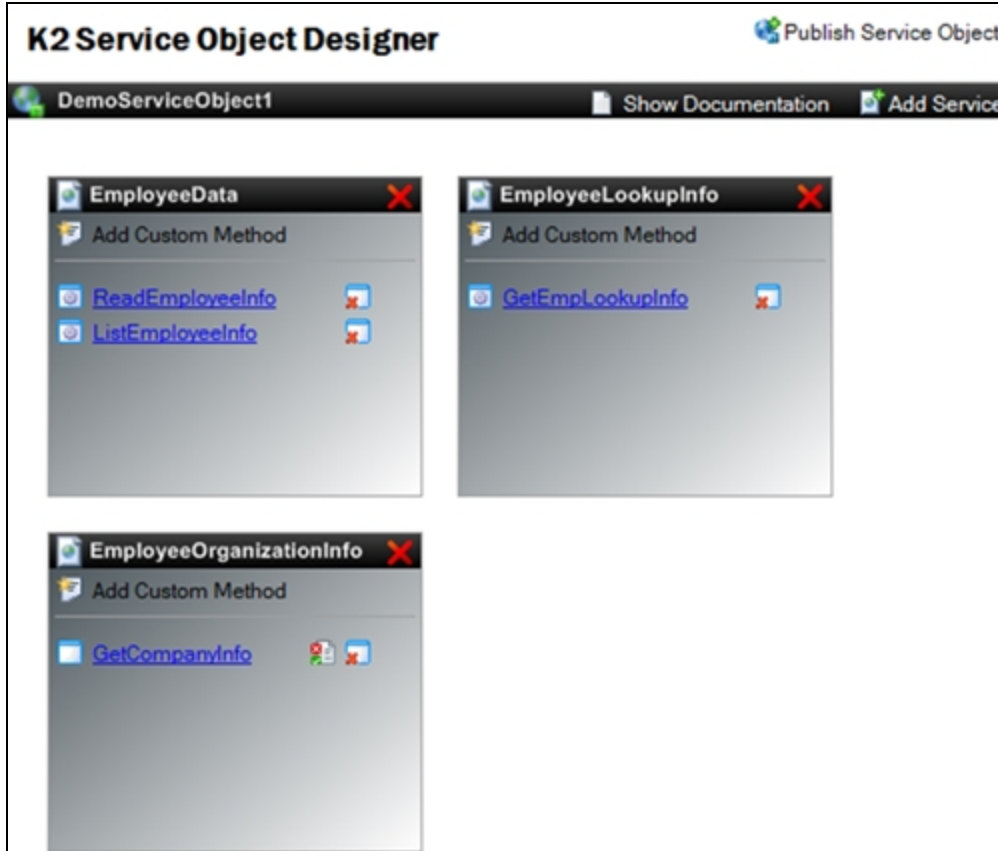 K2 Service Object Designer
Publish Service Object
DemoServiceObject1
Show Documentation
Add Service
EmployeeData
Add Custom Method
ReadEmployeeInfo
ListEmployeeInfo
EmployeeLookupInfo
Add Custom Method
GetEmpLookupInfo
EmployeeOrganizationInfo
Add Custom Method
GetCompanyInfo